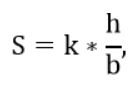 S = k * h/b,